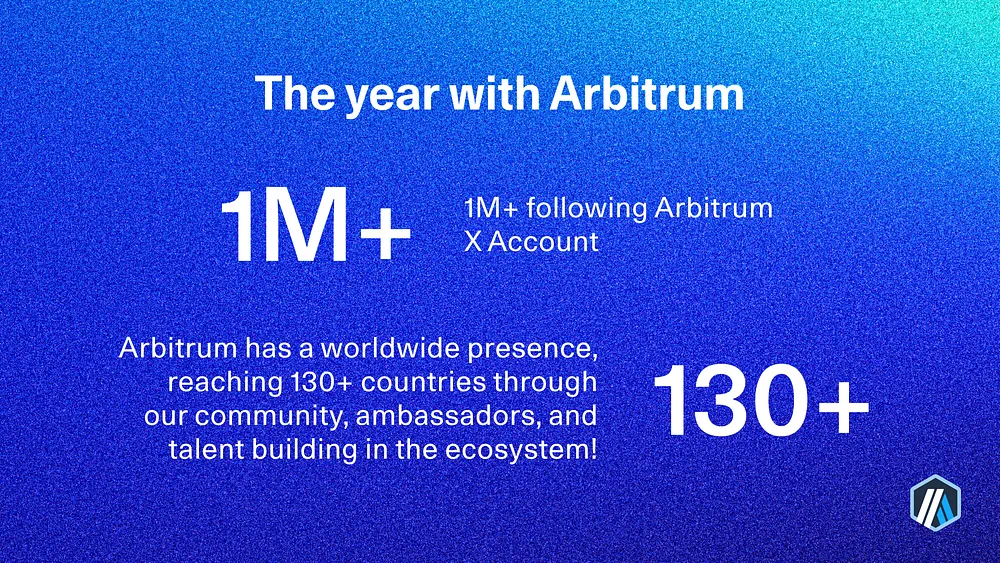 The year with Arbitrum
1M+
1M+ following Arbitrum
X Account
Arbitrum has a worldwide presence,
reaching 130+ countries through
our community, ambassadors, and
talent building in the ecosystem!
130+